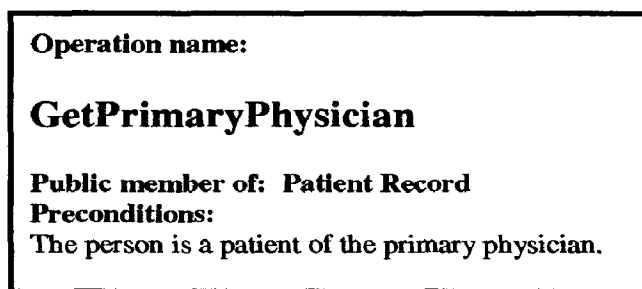 Operation name:
GetPrimaryPhysician
Public member of: Patient Record
Preconditions:
The person is a patient of the primary physician.